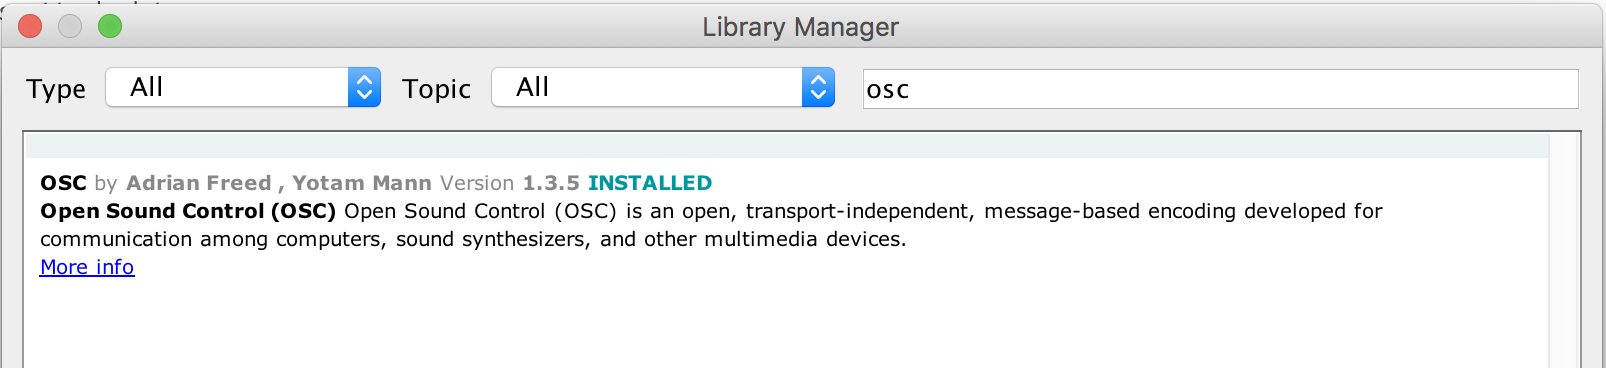 Library Manager
Type All Topic All osc
OSC by Adrian Freed , Yotam Mann Version 1.3.5 INSTALLED
Open Sound Control (OSC) Open Sound Control (OSC) is an open, transport-independent, message-based encoding developed for
communication among computers, sound synthesizers, and other multimedia devices.
More info